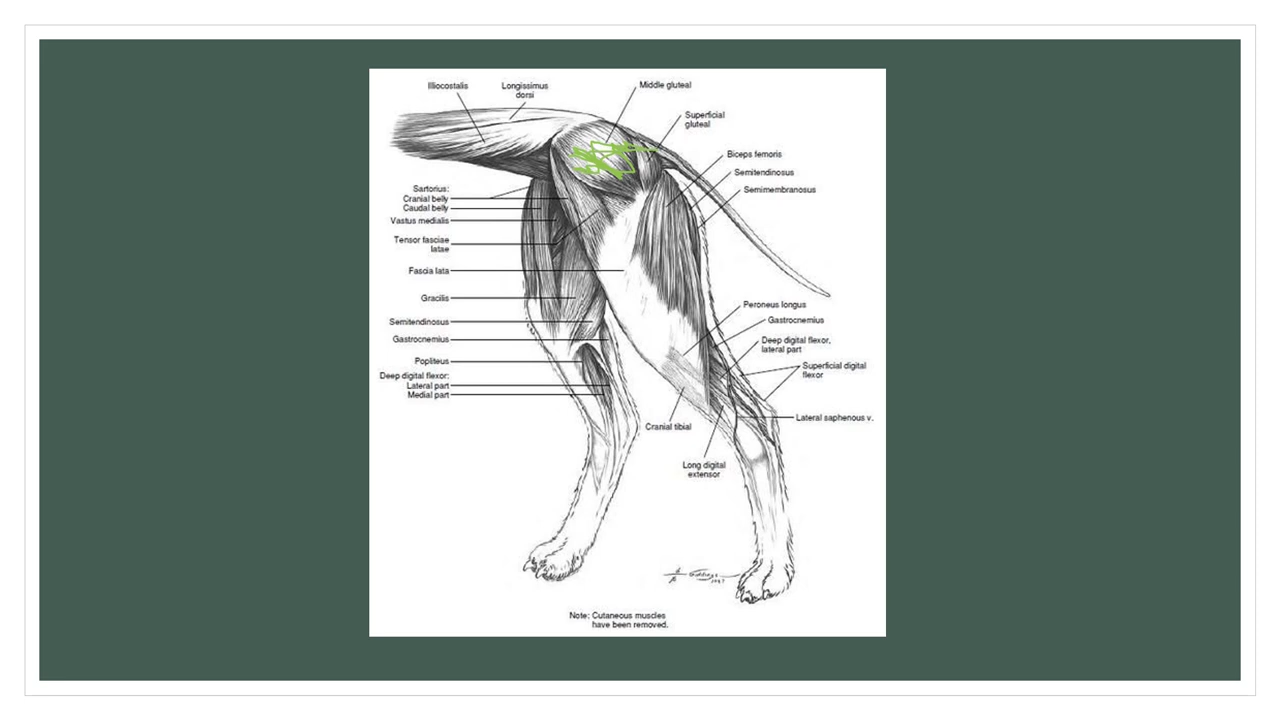 Illiocostalis
Longissimus
dorsi
Middle gluteal
Superficial
gluteal
Biceps femoris
Semitendinosus
Semimembranosus
Sartorius:
Cranial belly
Caudal belly
Vastus medialis
Tensor fasciae
latae
Fascia lata
Gracilis
Semitendinosus
Gastrocnemius
Popliteus
Deep digital flexor:
Lateral part
Medial part
Peroneus longus
Gastrocnemius
Deep digital flexor,
lateral part
Superficial digital
flexor
Lateral saphenous v.
Cranial tibial
Long digital
extensor
Note: Cutaneous muscles
have been removed.